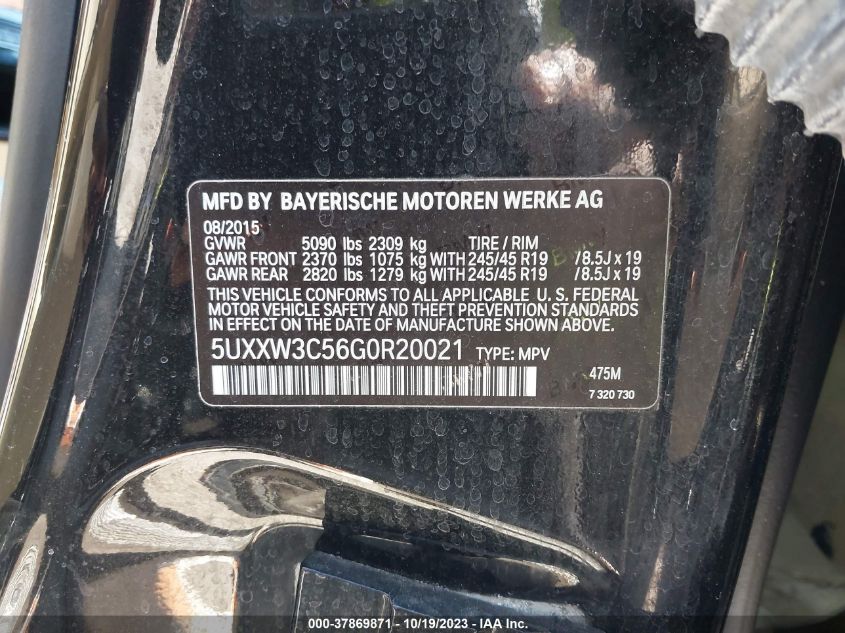 MFD BY BAYERISCHE MOTOREN WERKE AG
08/2015
GVWR 5090 lbs 2309 kg TIRE / RIM
GAWR FRONT 2370 lbs 1075 kg WITH 245/45 R19 /8.5J x 19
GAWR REAR 2820 lbs 1279 kg WITH 245/45 R19 /8.5J x 19
THIS VEHICLE CONFORMS TO ALL APPLICABLE U. S. FEDERAL
MOTOR VEHICLE SAFETY AND THEFT PREVENTION STANDARDS
IN EFFECT ON THE DATE OF MANUFACTURE SHOWN ABOVE.
5UXXW3C56G0R20021 TYPE: MPV
475M
7 320 730
000-37869871 - 10/19/2023 - © IAA Inc.